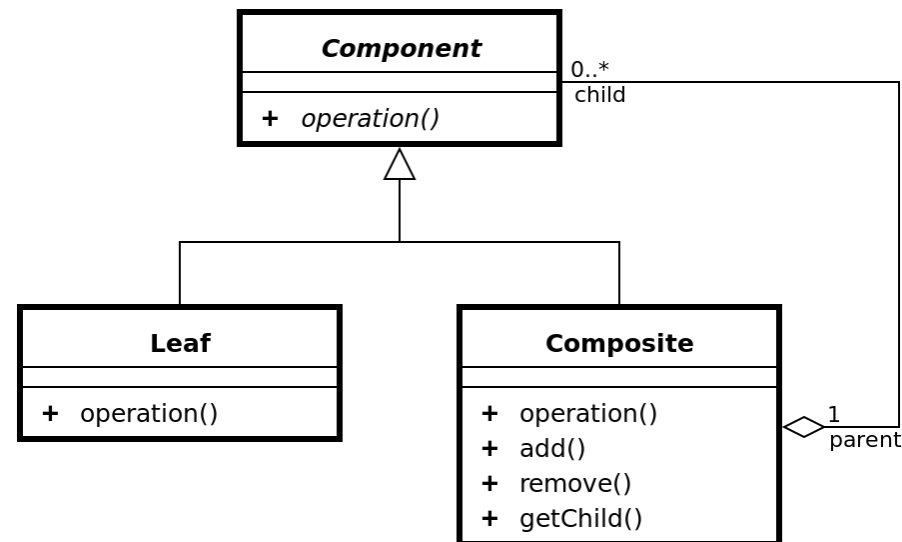 Component
+ operation()
0..*
child
Leaf
+ operation()
Composite
+ operation()
+ add()
+ remove()
+ getChild()
1
parent